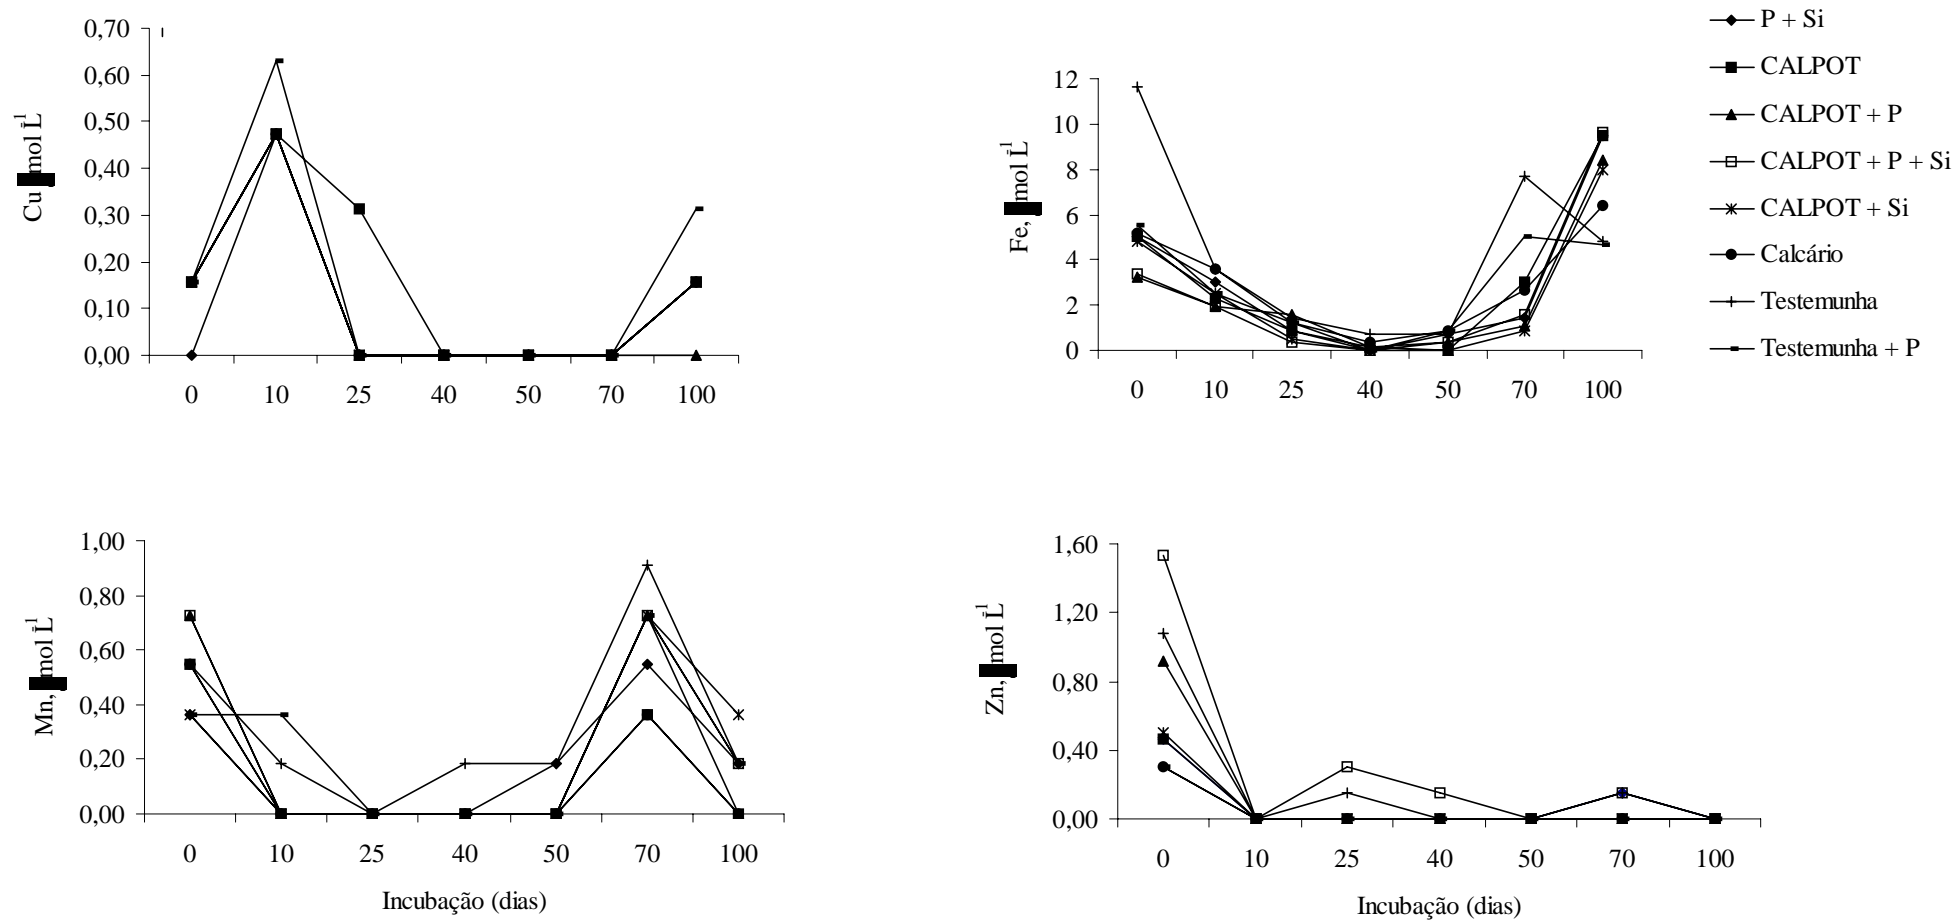 0,70
0,60
0,50
0,40
0,30
0,20
0,10
0,00
Cu mol L-1
0 10 25 40 50 70 100
12
10
8
6
4
2
0
Fe, mol L-1
0 10 25 40 50 70 100
P + Si
CALPOT
CALPOT + P
CALPOT + P + Si
CALPOT + Si
Calcário
Testemunha
Testemunha + P
1,00
0,80
0,60
0,40
0,20
0,00
Mn, mol L-1
0 10 25 40 50 70 100
Incubação (dias)
1,60
1,20
0,80
0,40
0,00
Zn, mol L-1
0 10 25 40 50 70 100
Incubação (dias)